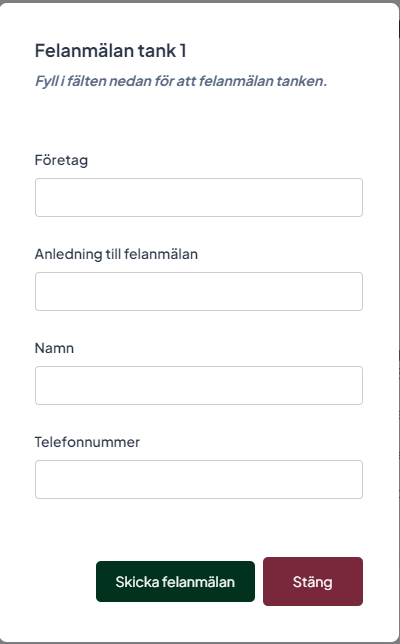 Felanmälan tank 1
Fyll i fälten nedan för att felanmälan tanken.
Företag
Anledning till felanmälan
Namn
Telefonnummer
Skicka felanmälan
Stäng